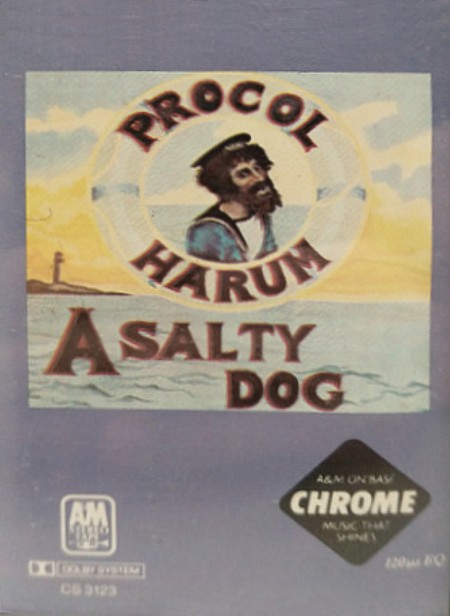 PROCOL
HARUM
A SALTY
DOG
A&M ON BASF
CHROME
MUSIC THAT
SHINES
120µs EQ
A&M
DOLBY SYSTEM
CS 3123